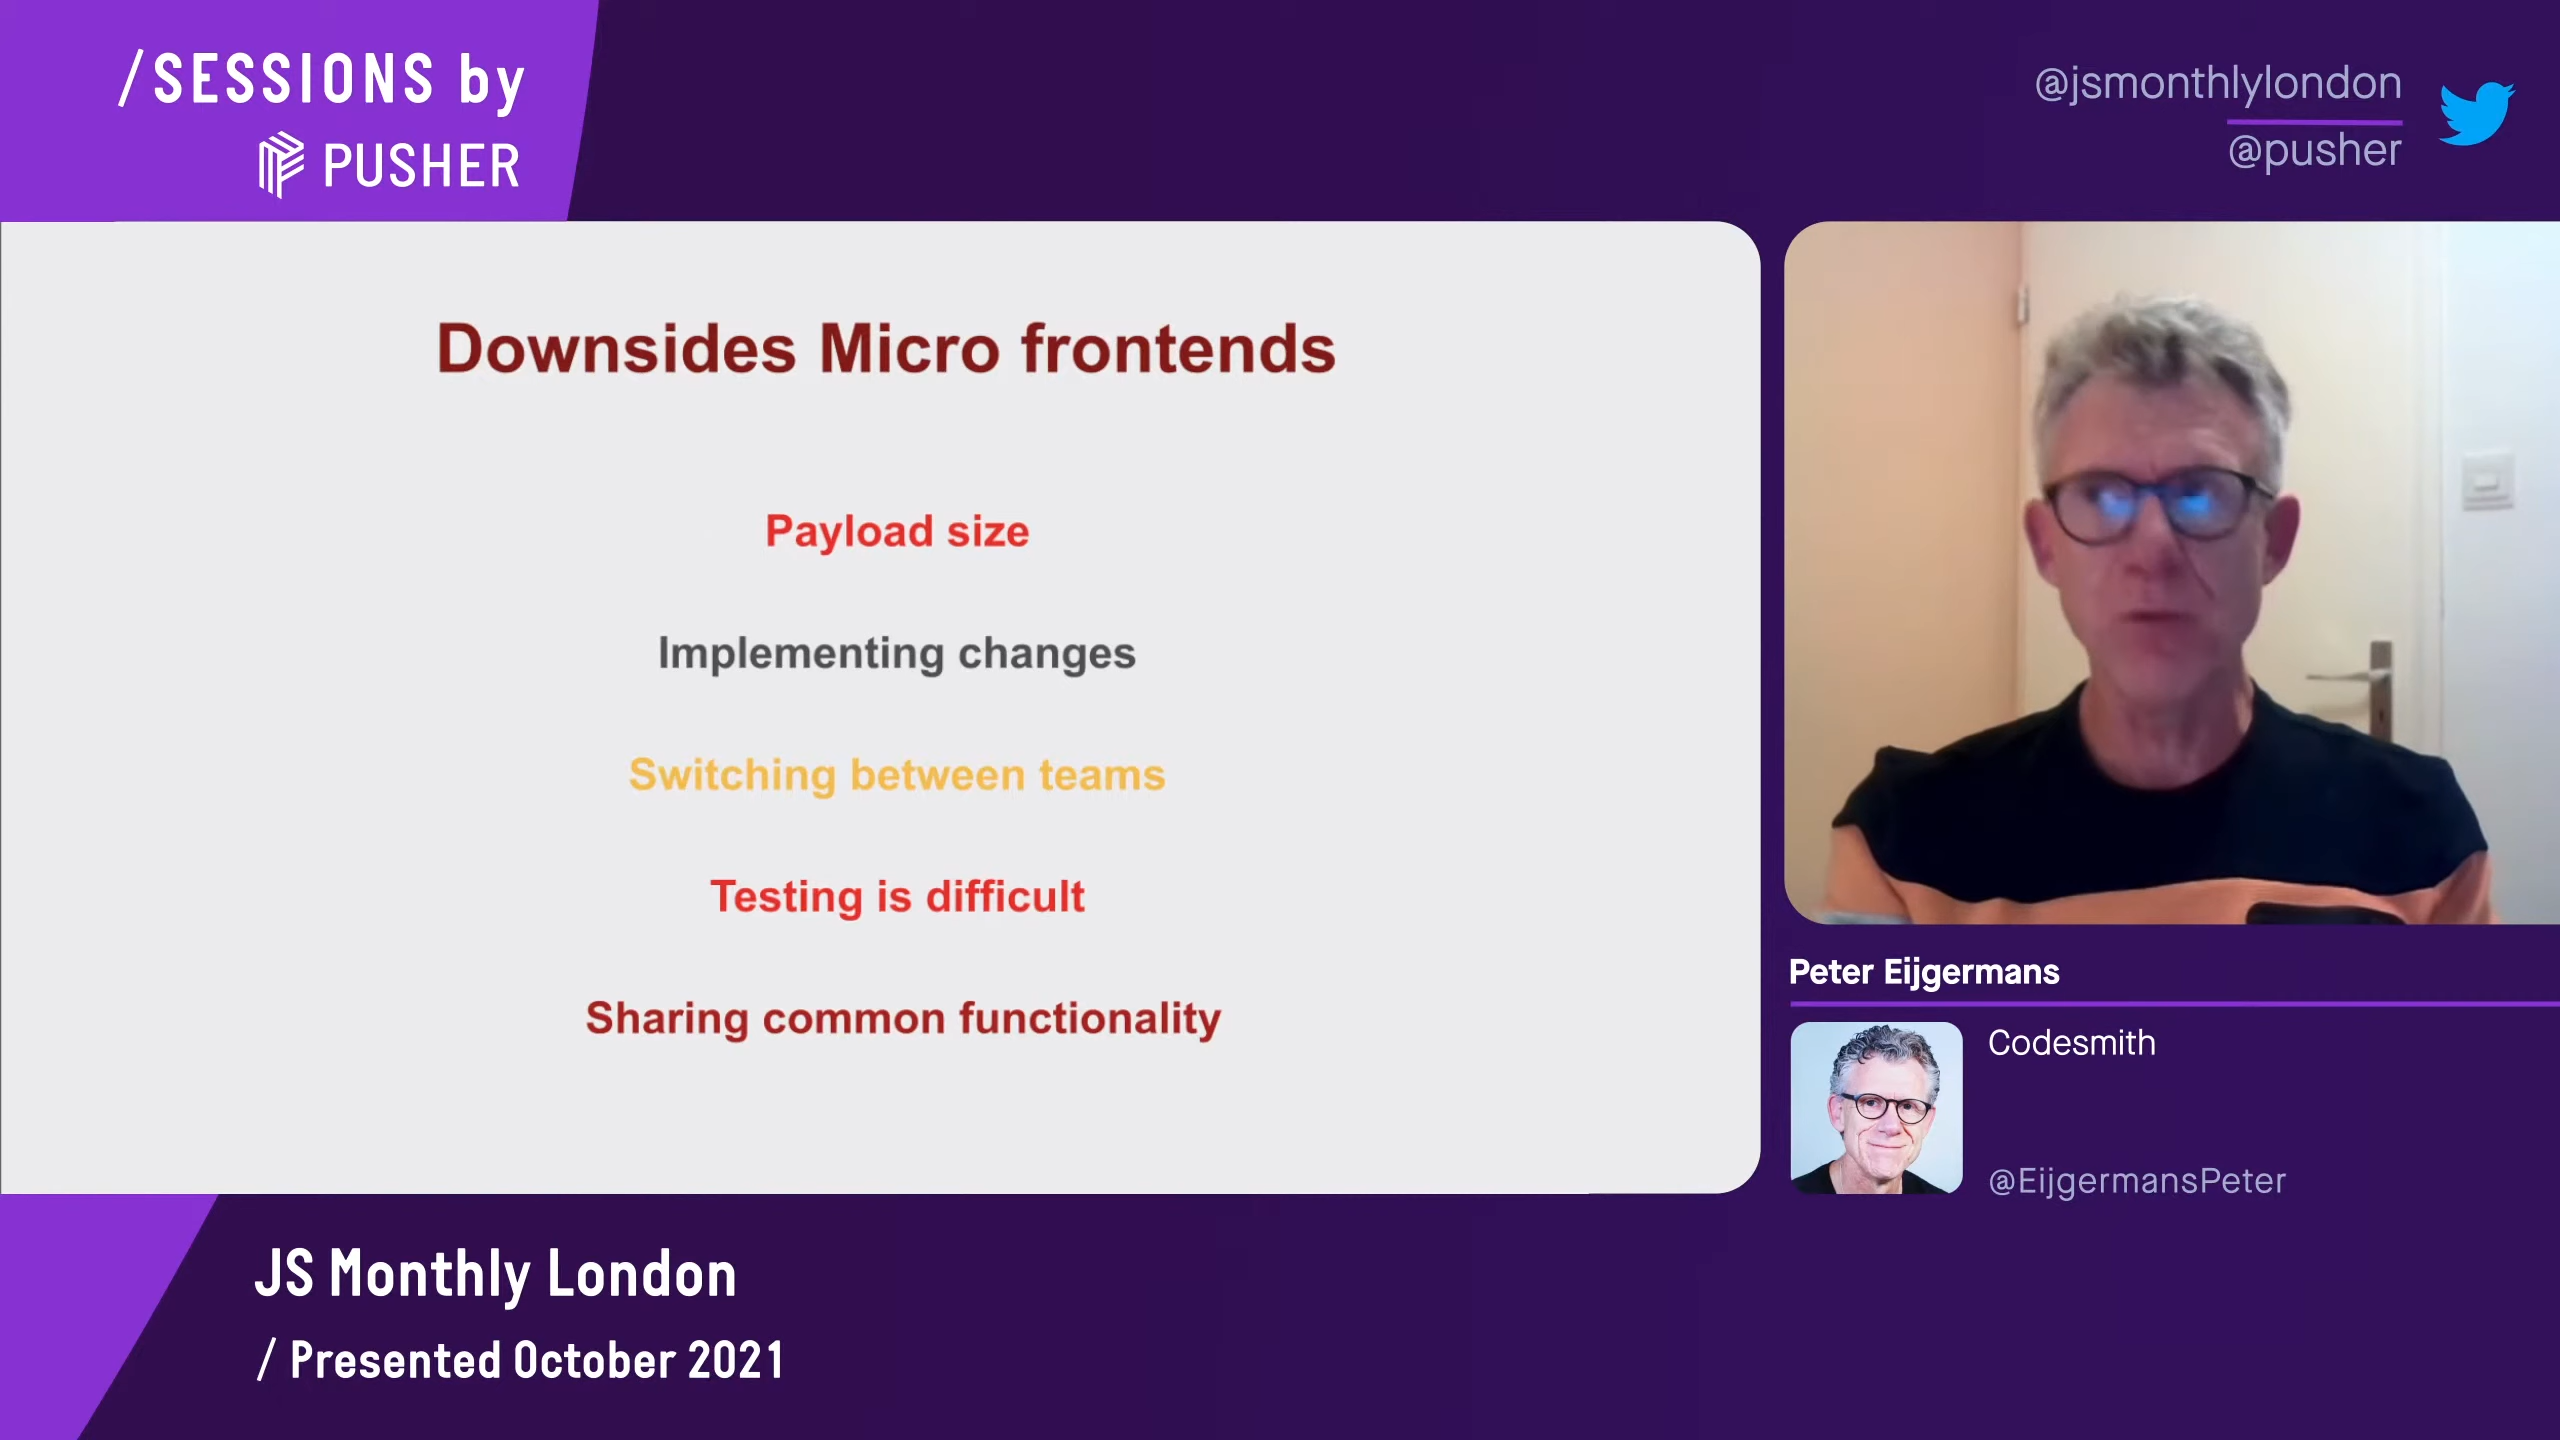 /SESSIONS by
PUSHER
@jsmonthlylondon
@pusher
Downsides Micro frontends
Payload size
Implementing changes
Switching between teams
Testing is difficult
Sharing common functionality
Peter Eijgermans
Codesmith
@EijgermansPeter
JS Monthly London
/ Presented October 2021